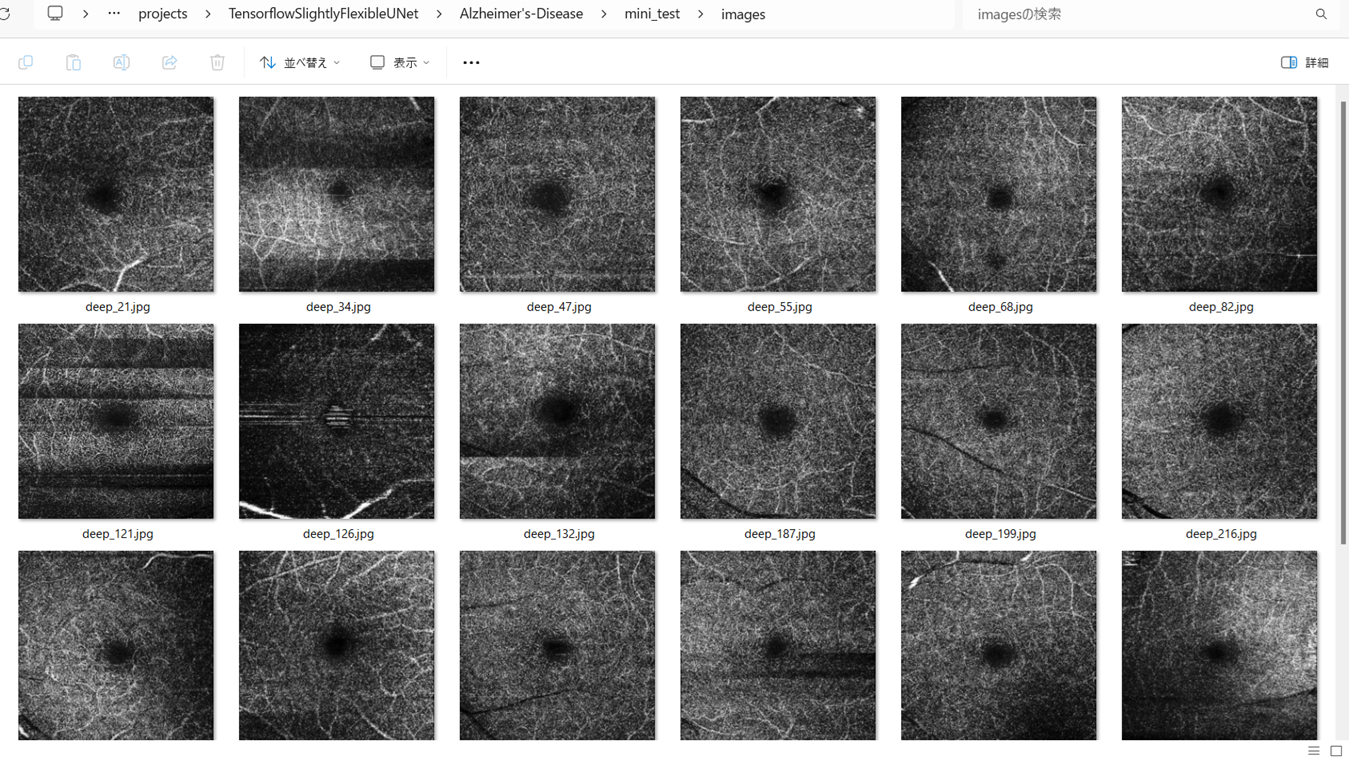 ··· projects TensorflowSlightlyFlexibleUNet Alzheimer's-Disease mini_test images imagesの検索
並べ替え 表示 ··· 詳細
deep_21.jpg deep_34.jpg deep_47.jpg deep_55.jpg deep_68.jpg deep_82.jpg
deep_121.jpg deep_126.jpg deep_132.jpg deep_187.jpg deep_199.jpg deep_216.jpg